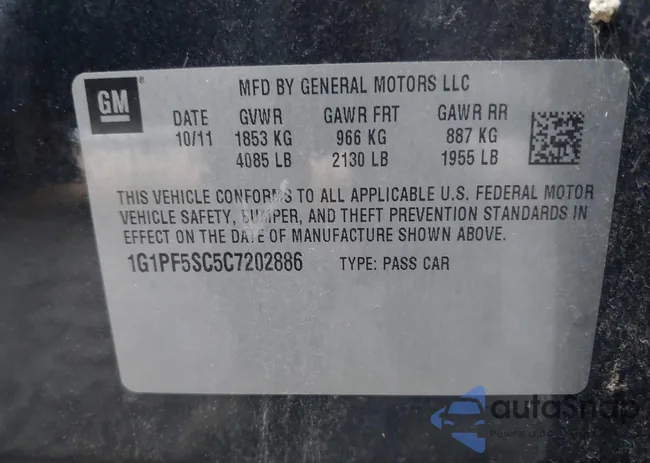 GM®
MFD BY GENERAL MOTORS LLC
DATE GVWR GAWR FRT GAWR RR
10/11 1853 KG 966 KG 887 KG
4085 LB 2130 LB 1955 LB
THIS VEHICLE CONFORMS TO ALL APPLICABLE U.S. FEDERAL MOTOR
VEHICLE SAFETY, BUMPER, AND THEFT PREVENTION STANDARDS IN
EFFECT ON THE DATE OF MANUFACTURE SHOWN ABOVE.
1G1PF5SC5C7202886 TYPE: PASS CAR
autoSnap